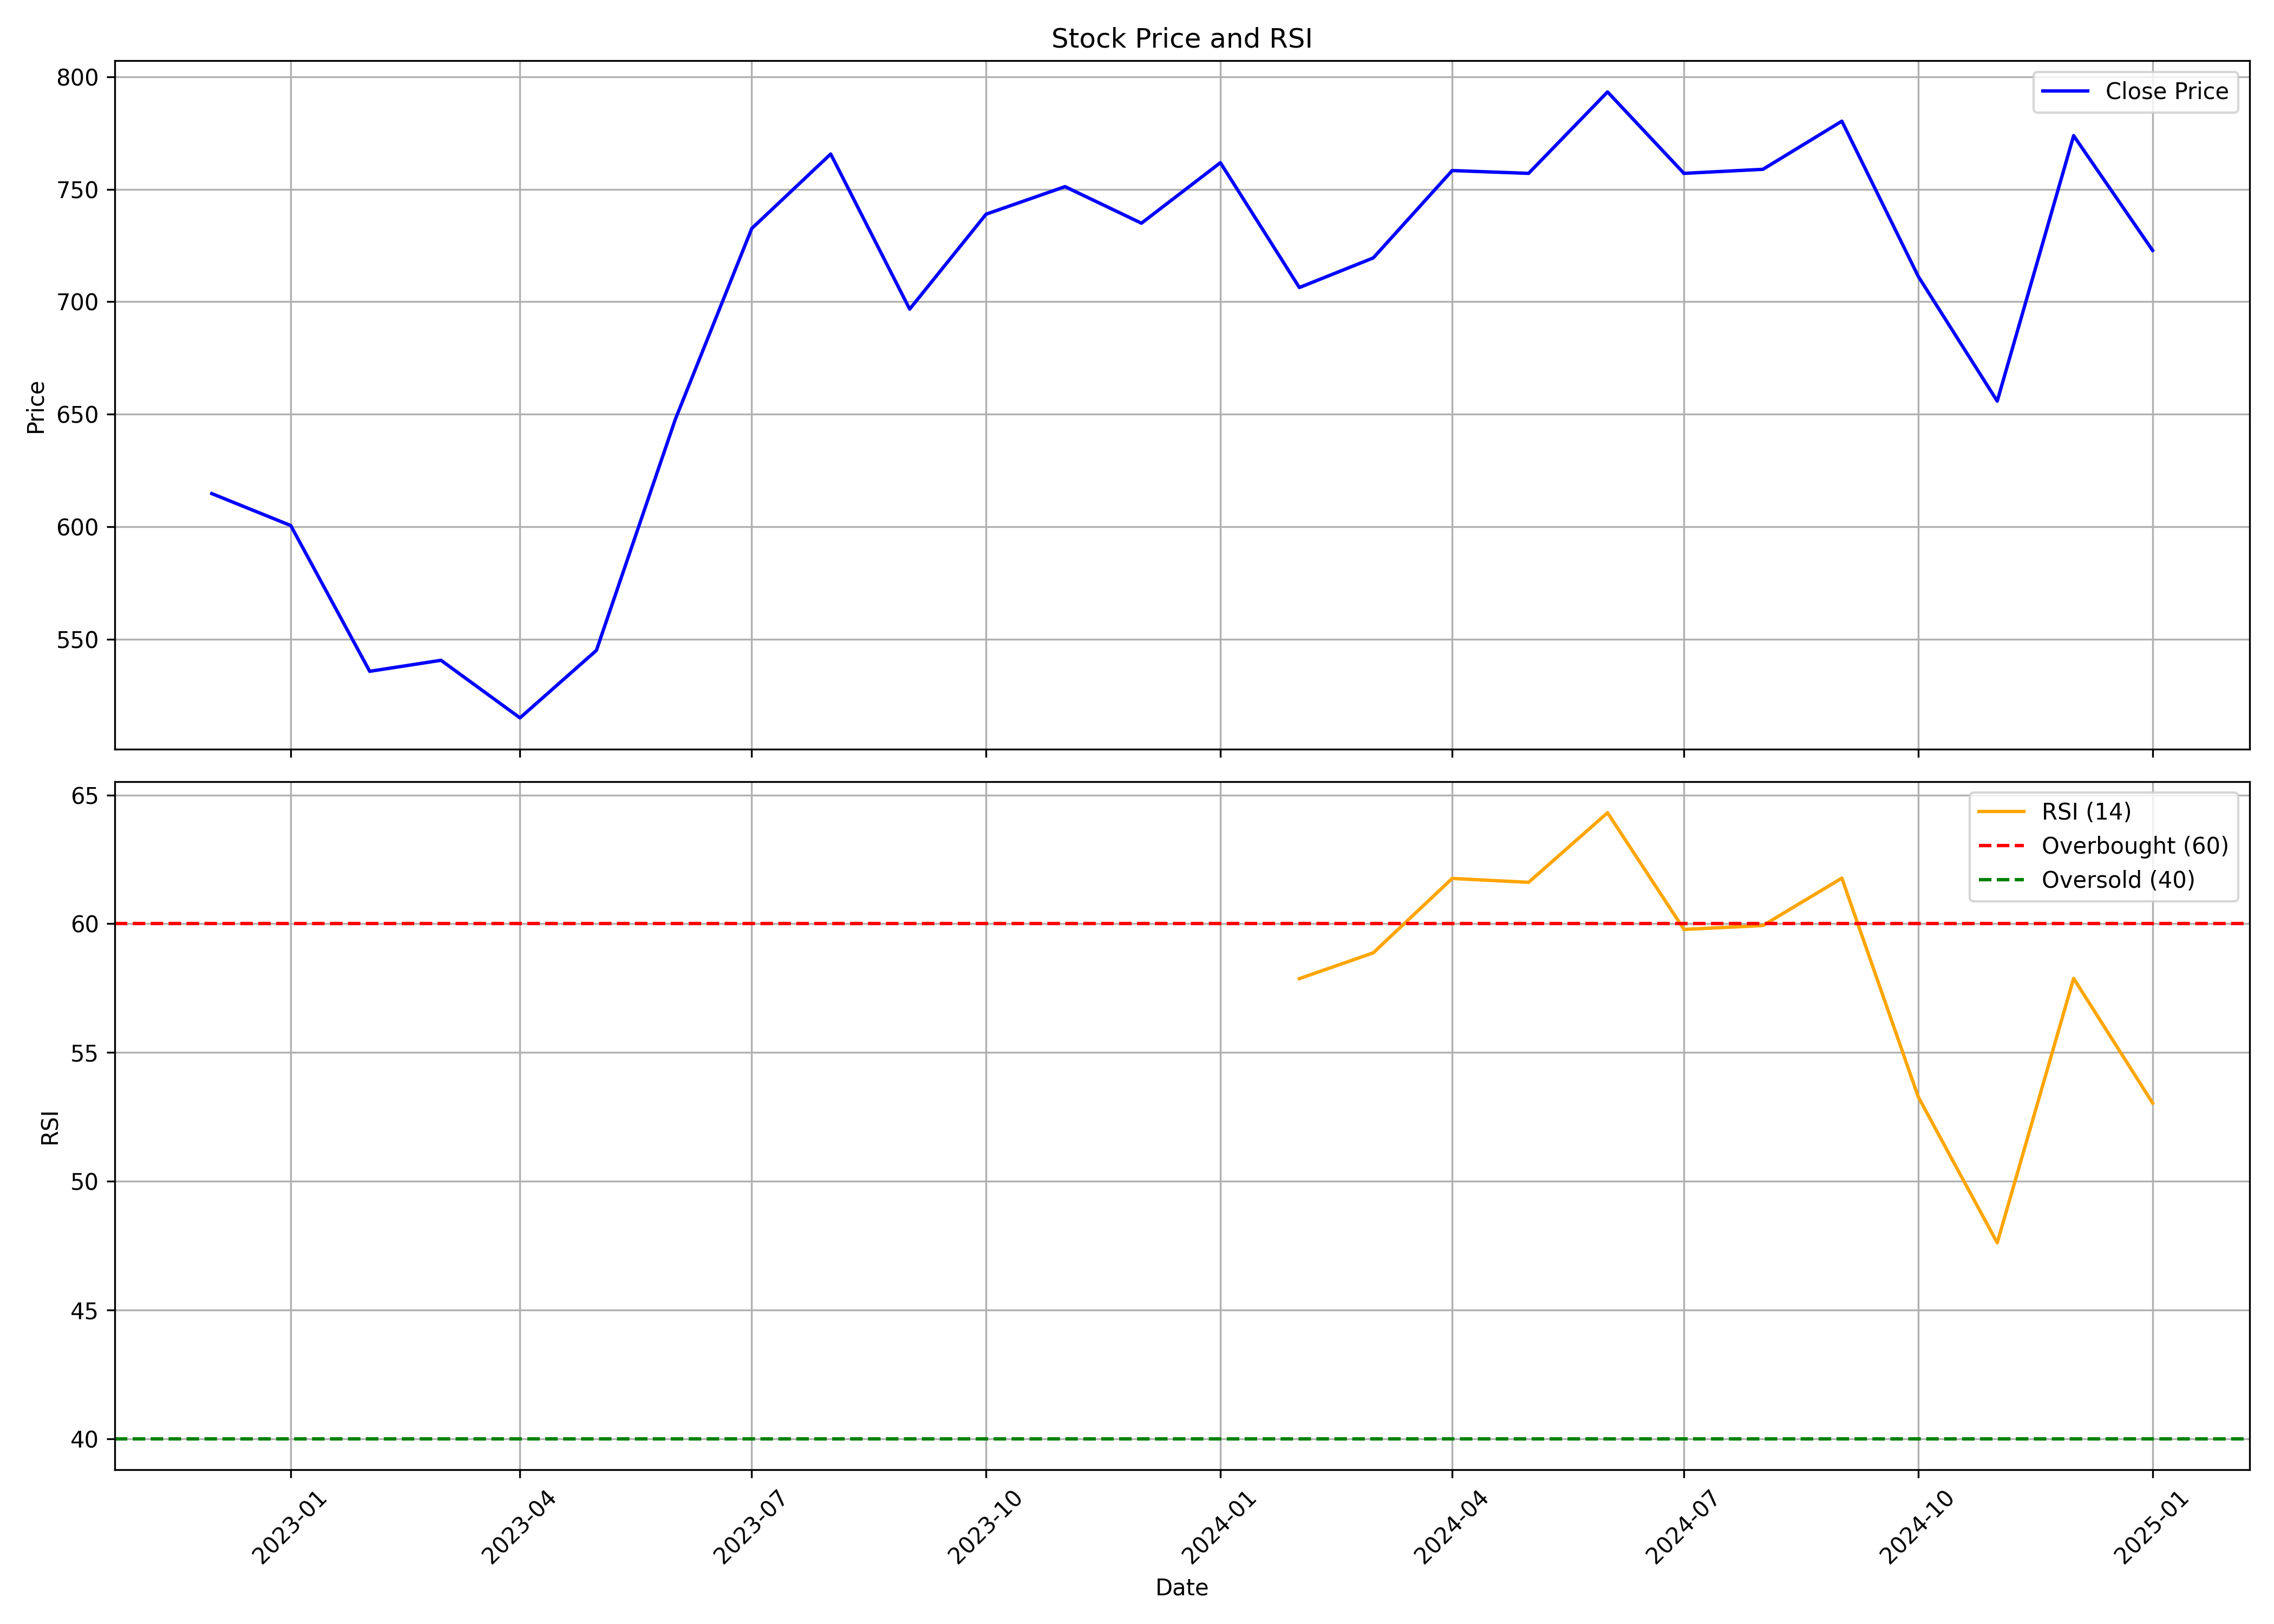 Stock Price and RSI
800
750
700
650
600
550
Price
Close Price
65
60
55
50
45
40
RSI
RSI (14)
Overbought (60)
Oversold (40)
2023-01
2023-04
2023-07
2023-10
2024-01
2024-04
2024-07
2024-10
2025-01
Date